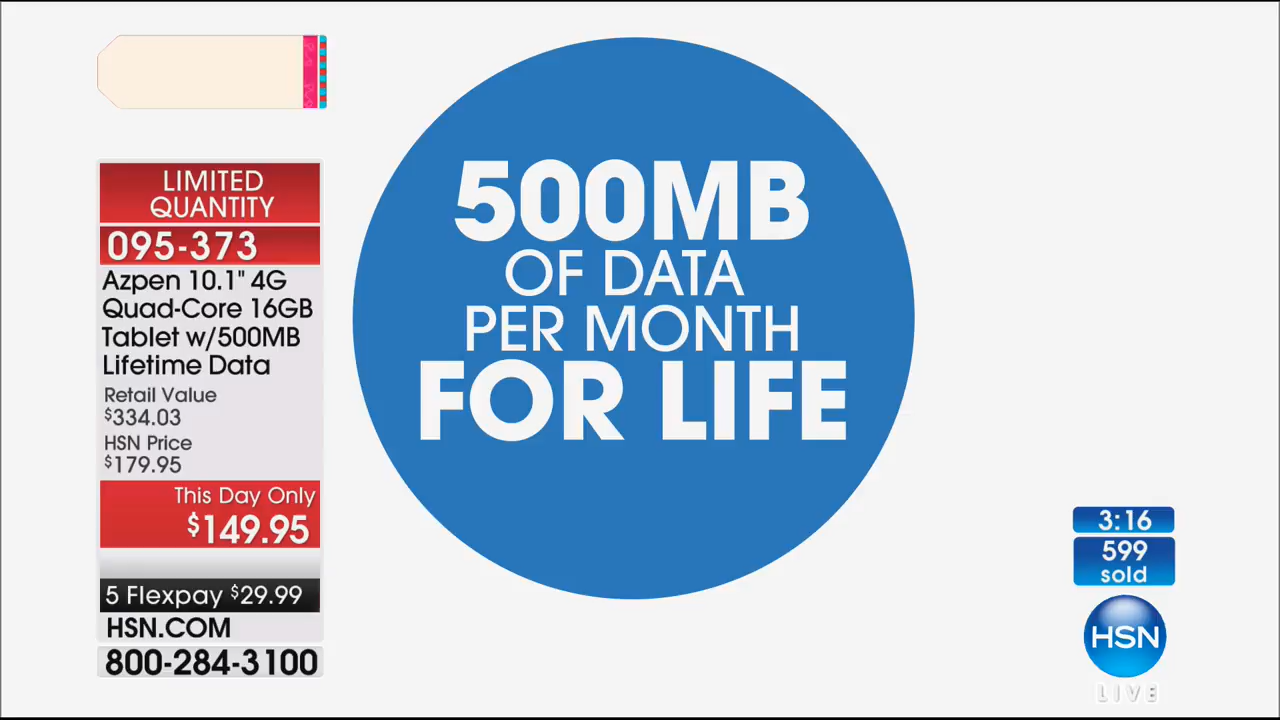 LIMITED
QUANTITY
095-373
Azpen 10.1" 4G
Quad-Core 16GB
Tablet w/500MB
Lifetime Data
Retail Value
$334.03
HSN Price
$179.95
This Day Only
$149.95
5 Flexpay $29.99
HSN.COM
800-284-3100
500MB
OF DATA
PER MONTH
FOR LIFE
3:16
599
sold
HSN
LIVE